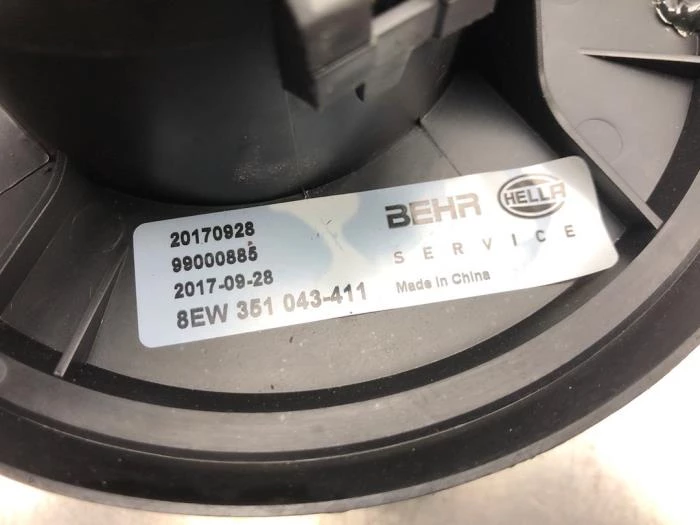 20170928
99000885
2017-09-28
8EW 351 043-411
BEHR HELLA
SERVICE
Made in China